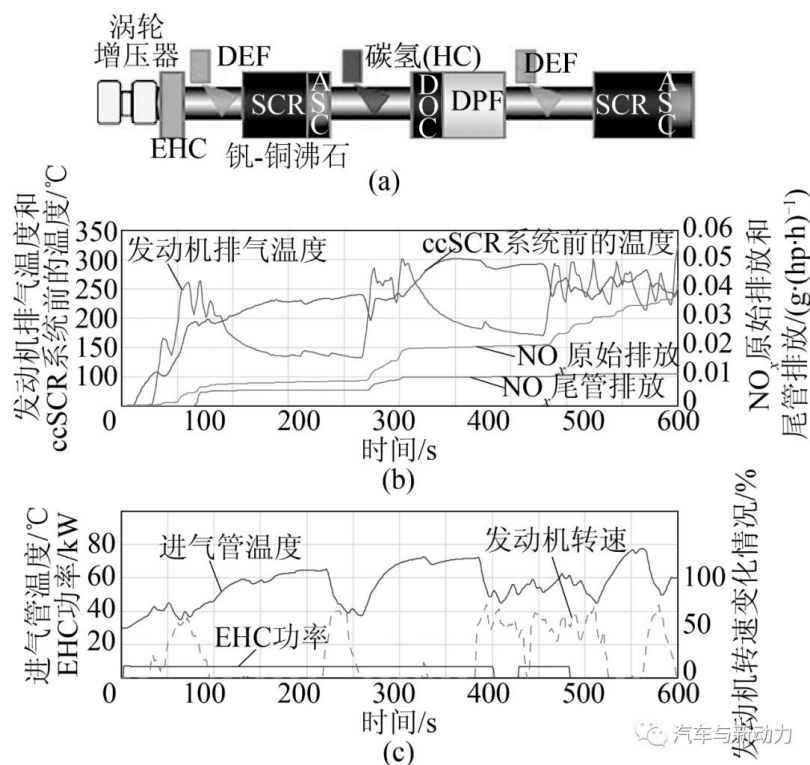 涡轮
增压器
DEF
碳氢(HC)
DEF
SCR
ASC
DOC
DPF
SCR
ASC
EHC
钒-铜沸石
(a)
发动机排气温度和
ccSCR系统前的温度/℃
350
300
250
200
150
100
0
发动机排气温度
ccSCR系统前的温度
NOx原始排放
NOx尾管排放
0.06
0.05
0.04
0.03
0.02
0.01
0
NOx原始排放和
尾管排放/(g·(hp·h)⁻¹)
100 200 300 400 500 600
时间/s
(b)
进气管温度/℃
EHC功率/kW
80
60
40
20
0
进气管温度
发动机转速
EHC功率
100
50
0
发动机转速变化情况/%
100 200 300 400 500 600
时间/s
汽车与新动力
(c)